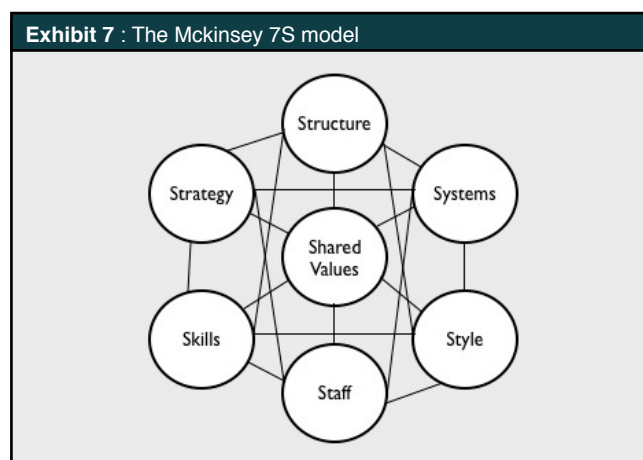 Exhibit 7 : The Mckinsey 7S model
Structure
Strategy
Systems
Shared
Values
Skills
Style
Staff